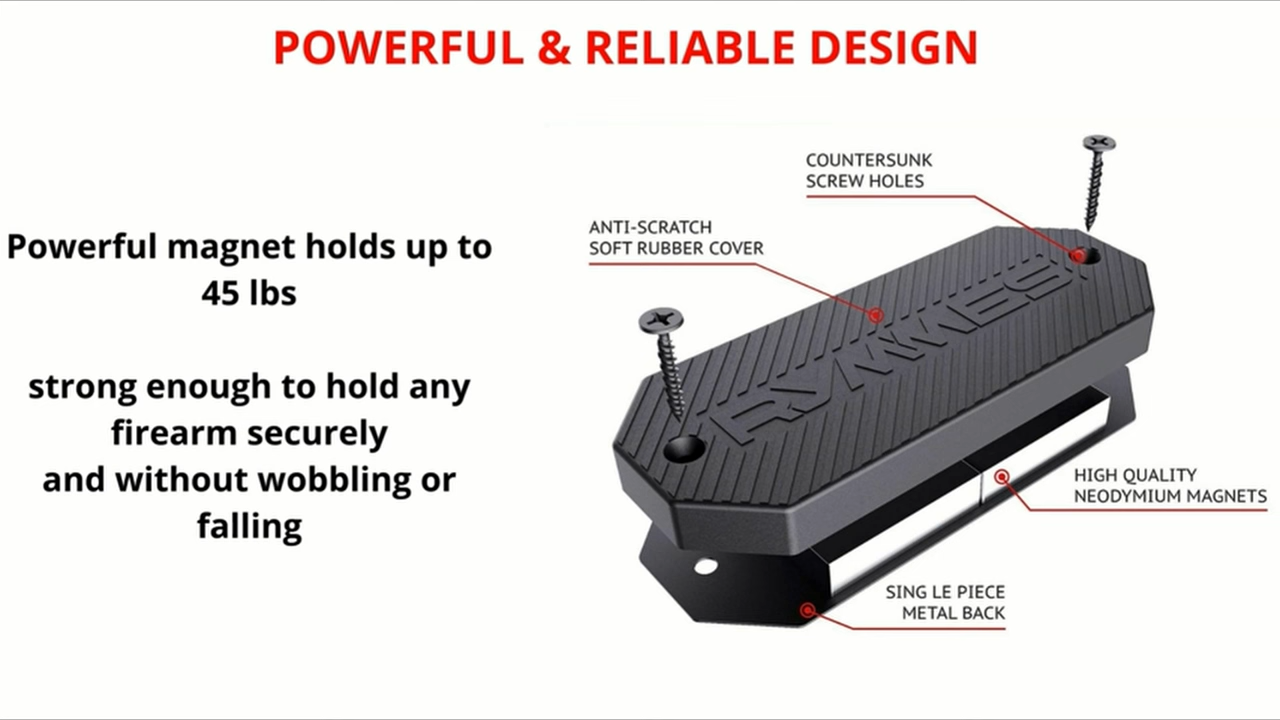 POWERFUL & RELIABLE DESIGN
Powerful magnet holds up to
45 lbs
strong enough to hold any
firearm securely
and without wobbling or
falling
COUNTERSUNK
SCREW HOLES
ANTI-SCRATCH
SOFT RUBBER COVER
RYMMES
HIGH QUALITY
NEODYMIUM MAGNETS
SING LE PIECE
METAL BACK